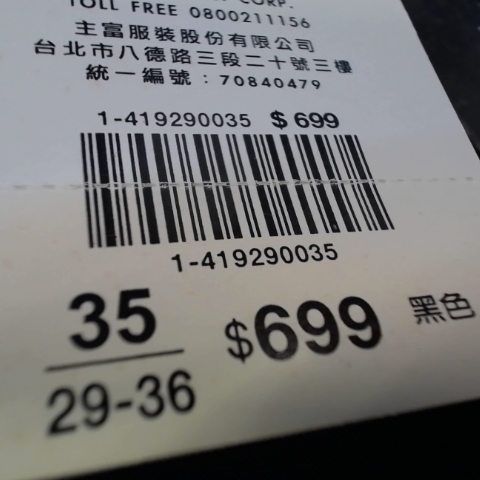 CORP.
TOLL FREE 0800211156
主富服裝股份有限公司
台北市八德路三段二十號三樓
統一編號：70840479
1-419290035 $699
1-419290035
35 $699 黑色
29-36